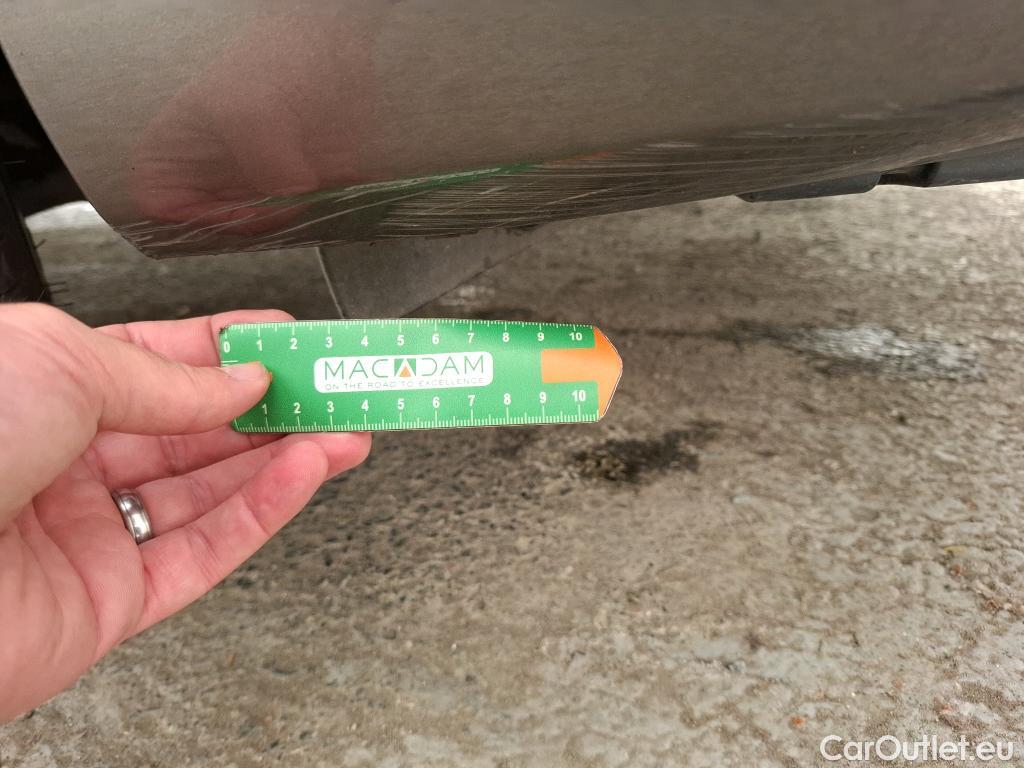 0 1 2 3 4 5 6 7 8 9 10
MACADAM
ON THE ROAD TO EXCELLENCE
1 2 3 4 5 6 7 8 9 10
CarOutlet.eu